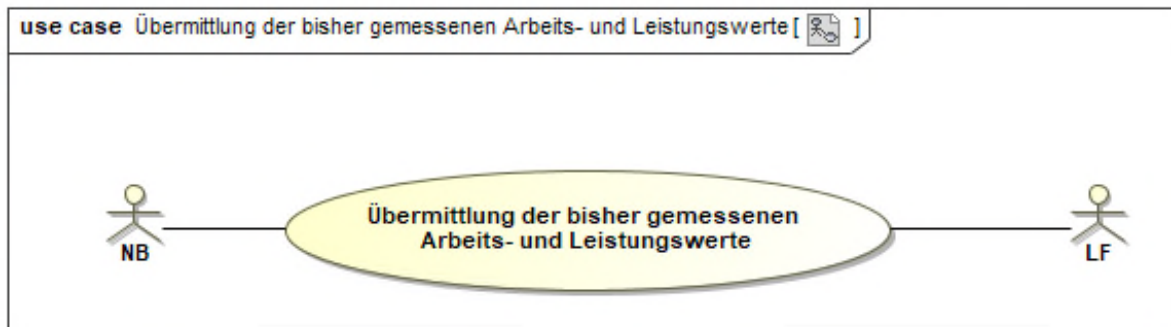 use case Übermittlung der bisher gemessenen Arbeits- und Leistungswerte [ ]
Übermittlung der bisher gemessenen
Arbeits- und Leistungswerte
NB
LF